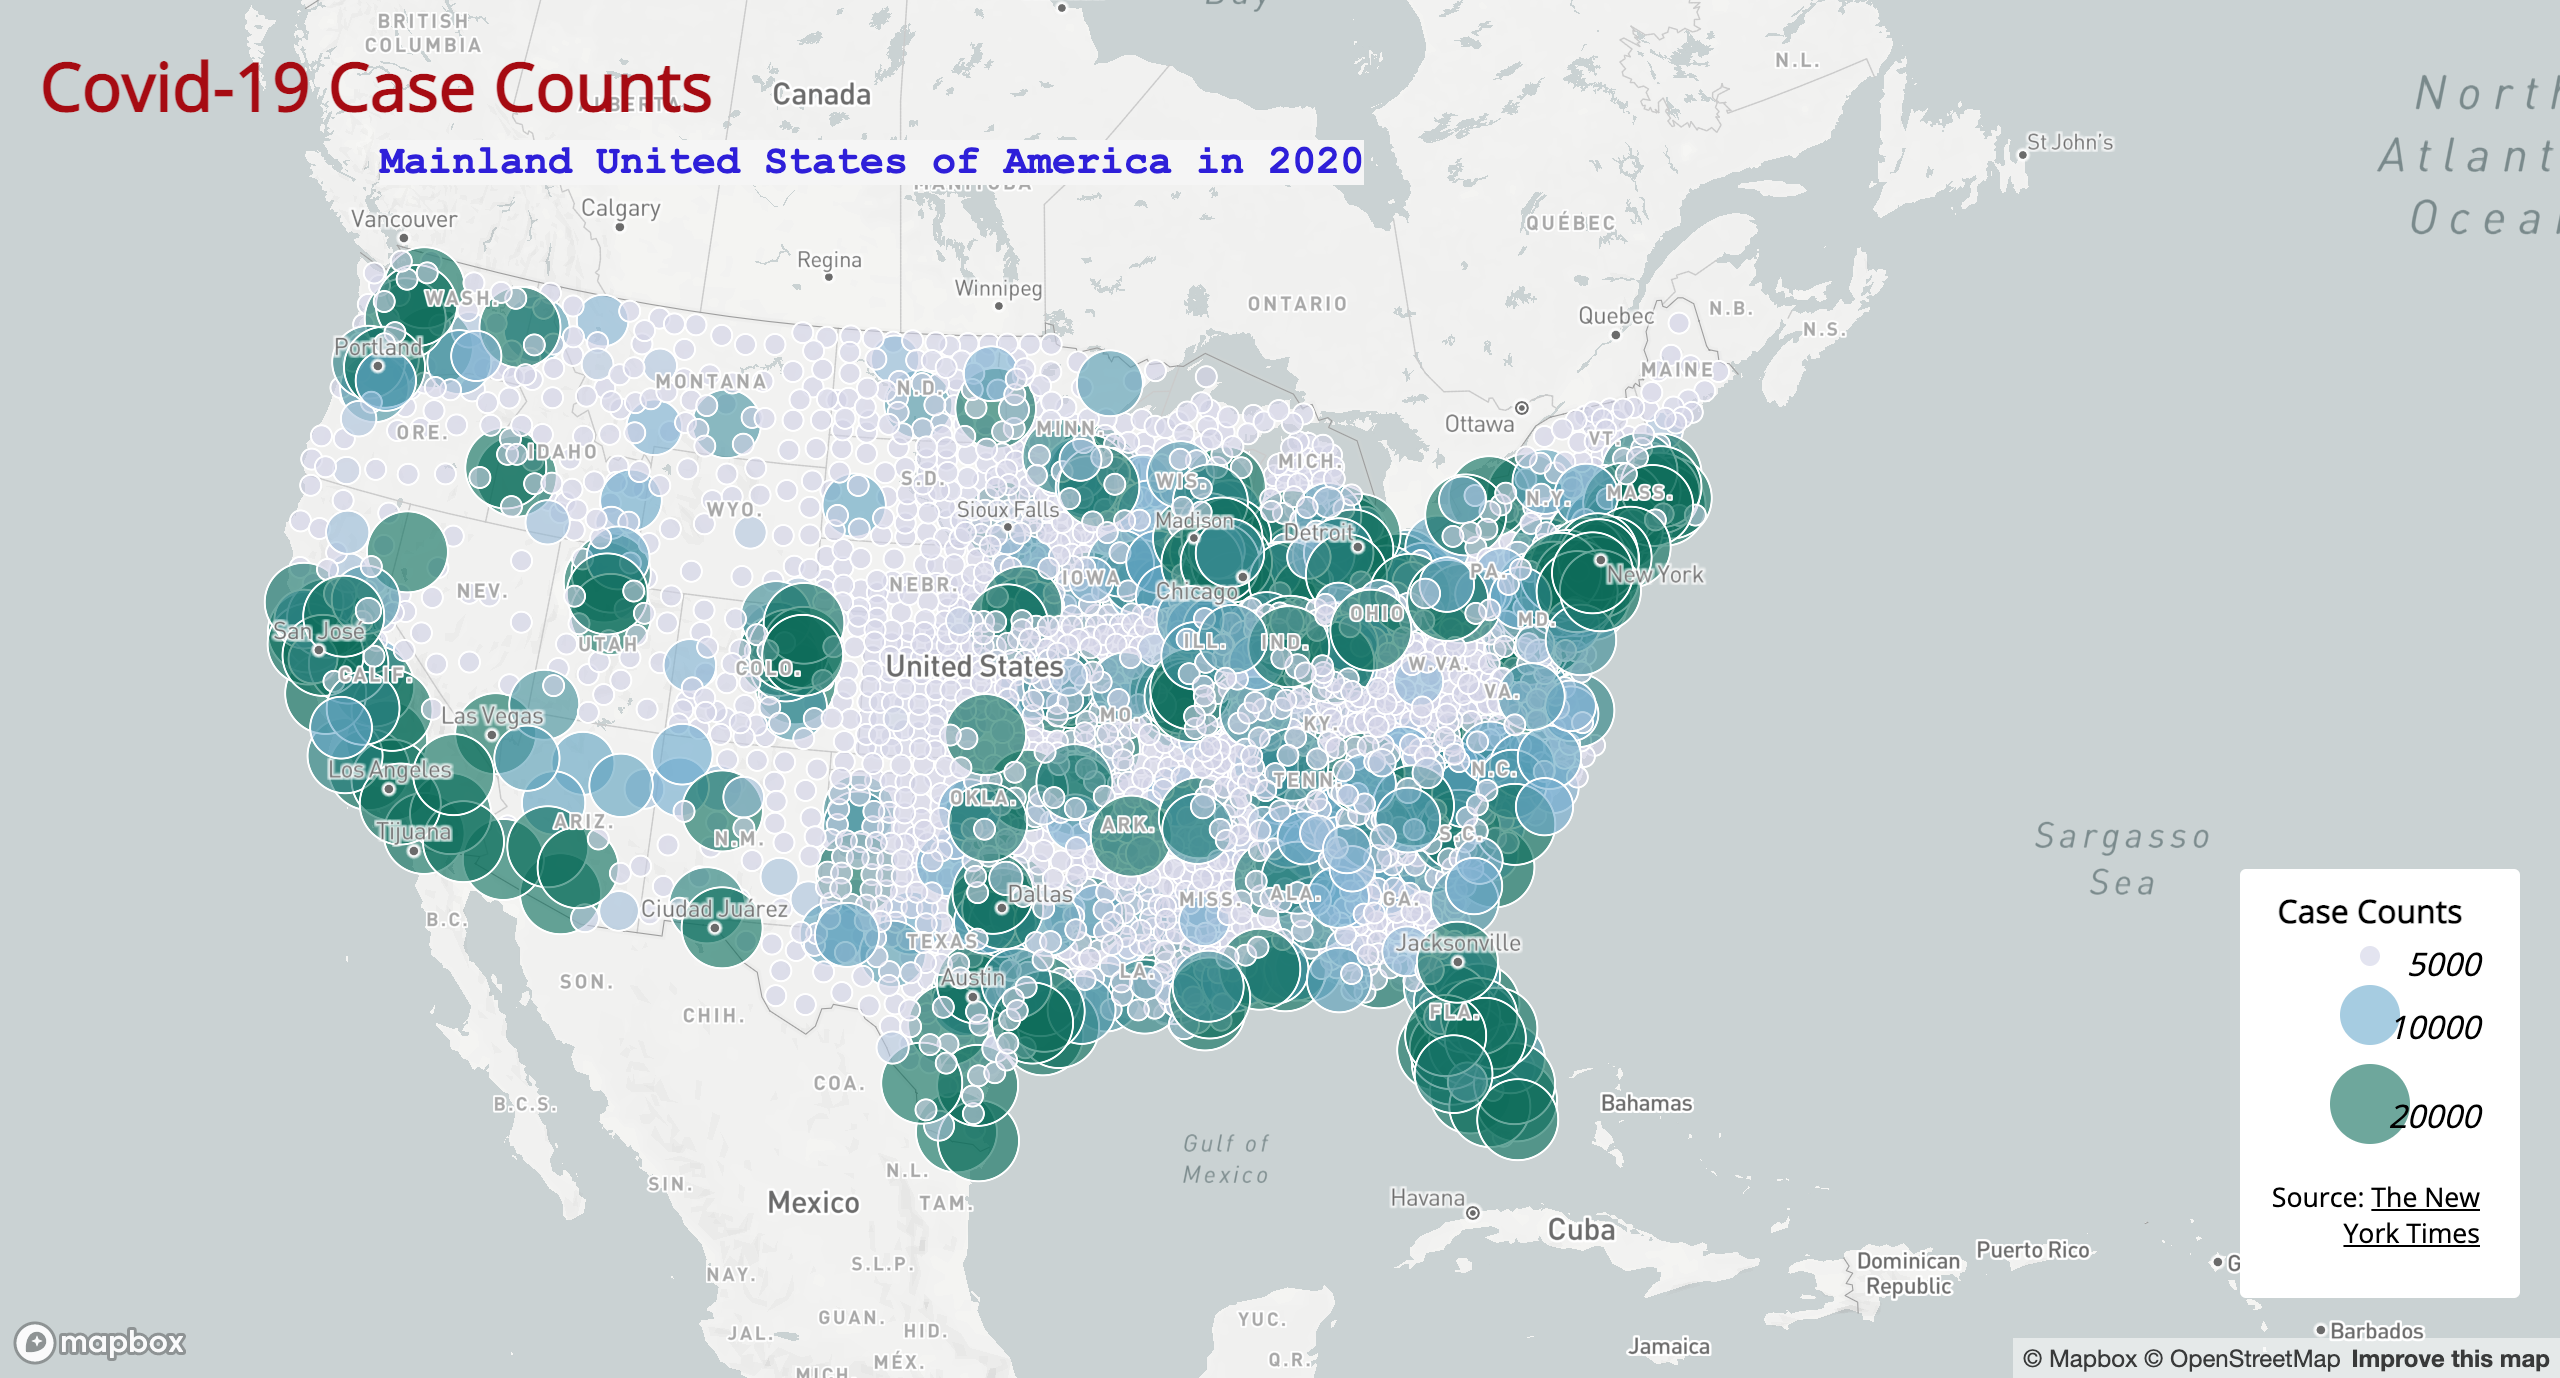 BRITISH
COLUMBIA
Covid-19 Case Counts
ALBERTA
Canada
N.L.
North
Atlant
Ocea
Mainland United States of America in 2020
MANITOBA
St John's
Vancouver
Calgary
QUÉBEC
Regina
Winnipeg
ONTARIO
Quebec
N.B.
N.S.
WASH.
Portland
MONTANA
N.D.
MAINE
ORE.
IDAHO
MINN.
Ottawa
VT.
MICH.
S.D.
WIS.
N.Y.
MASS.
WYO.
Sioux Falls
Madison
Detroit
NEV.
NEBR.
IOWA
Chicago
PA.
New York
San José
UTAH
ILL.
IND.
OHIO
MD.
CALIF.
COLO.
United States
W.VA.
VA.
Las Vegas
MO.
KY.
Los Angeles
OKLA.
TENN.
N.C.
Tijuana
ARIZ.
N.M.
ARK.
S.C.
Sargasso
Sea
B.C.
Ciudad Juárez
Dallas
MISS.
ALA.
GA.
TEXAS
Jacksonville
SON.
Austin
LA.
CHIH.
FLA.
COA.
B.C.S.
Bahamas
Gulf of
Mexico
SIN.
N.L.
Mexico
TAM.
Havana
Cuba
Dominican
Republic
Puerto Rico
G
NAY.
S.L.P.
GUAN.
HID.
YUC.
JAL.
MÉX.
MICH.
Q.R.
Jamaica
Barbados
Case Counts
5000
10000
20000
Source: The New
York Times
mapbox
© Mapbox © OpenStreetMap Improve this map